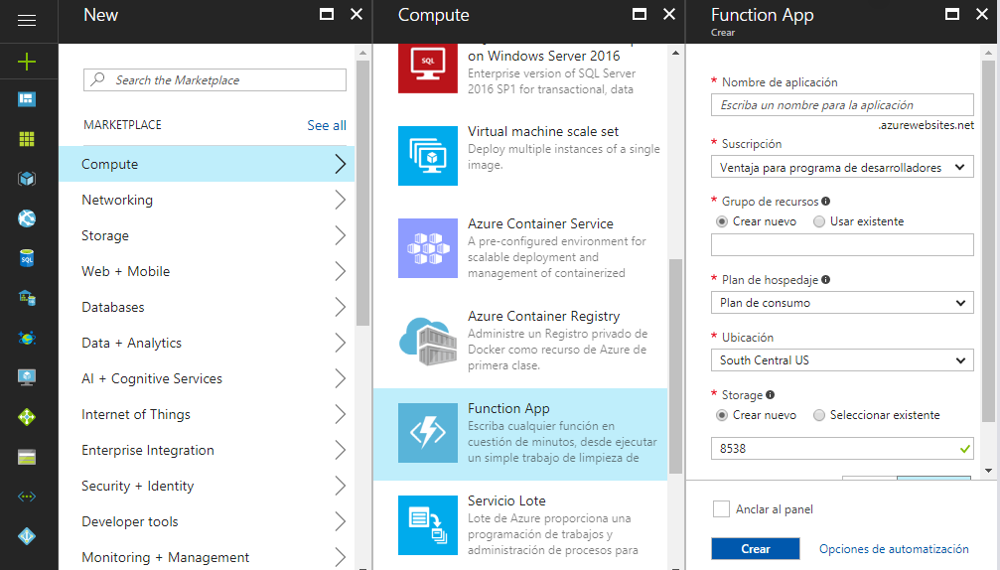 New
Search the Marketplace
MARKETPLACE
See all
Compute
Networking
Storage
Web + Mobile
Databases
Data + Analytics
AI + Cognitive Services
Internet of Things
Enterprise Integration
Security + Identity
Developer tools
Monitoring + Management
Compute
SQL
on Windows Server 2016
Enterprise version of SQL Server
2016 SP1 for transactional, data
Virtual machine scale set
Deploy multiple instances of a single
image.
Azure Container Service
A pre-configured environment for
scalable deployment and
management of containerized
Azure Container Registry
Administre un Registro privado de
Docker como recurso de Azure de
primera clase.
Function App
Escriba cualquier función en
cuestión de minutos, desde ejecutar
un simple trabajo de limpieza de
Servicio Lote
Lote de Azure proporciona una
programación de trabajos y
administración de procesos para
Function App
Crear
* Nombre de aplicación
Escriba un nombre para la aplicación
.azurewebsites.net
* Suscripción
Ventaja para programa de desarrolladores
* Grupo de recursos
Crear nuevo Usar existente
* Plan de hospedaje
Plan de consumo
* Ubicación
South Central US
* Storage
Crear nuevo Seleccionar existente
8538
Anclar al panel
Crear
Opciones de automatización
SQL